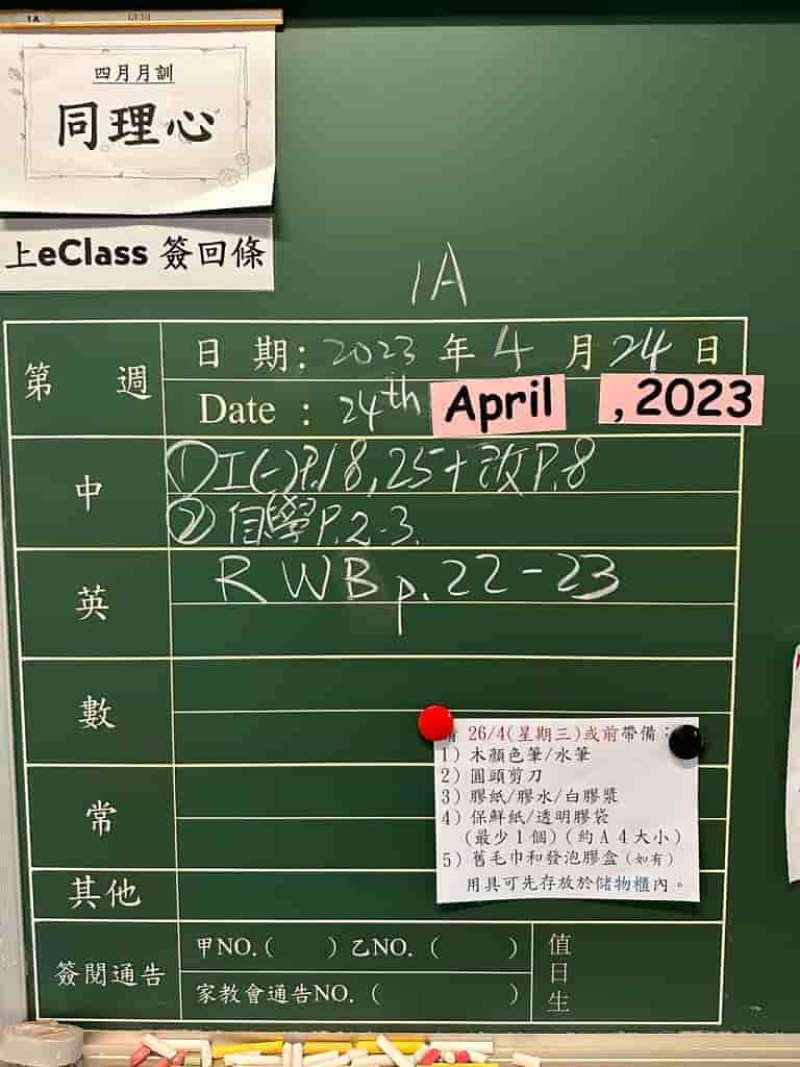 1A
四月月訓
同理心
上eClass 簽回條
1A
第 週
日 期: 2023 年 4 月 24 日
Date : 24th April , 2023
中
①工(一)P.18,25+改P.8
②自學P.2-3.
英
RWB p.22-23
數
26/4(星期三)或前帶備:
1) 木顏色筆/水筆
2) 圓頭剪刀
3) 膠紙/膠水/白膠漿
4) 保鮮紙/透明膠袋
(最少1個)(約A4大小)
5) 舊毛巾和發泡膠盒(如有)
用具可先存放於儲物櫃內。
常
其他
簽閱通告
甲NO.( ) 乙NO. ( )
家教會通告NO. ( )
值日生